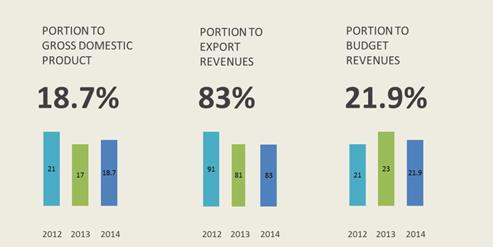 PORTION TO
GROSS DOMESTIC
PRODUCT
18.7%
21
17
18.7
2012 2013 2014
PORTION TO
EXPORT
REVENUES
83%
91
81
83
2012 2013 2014
PORTION TO
BUDGET
REVENUES
21.9%
21
23
21.9
2012 2013 2014